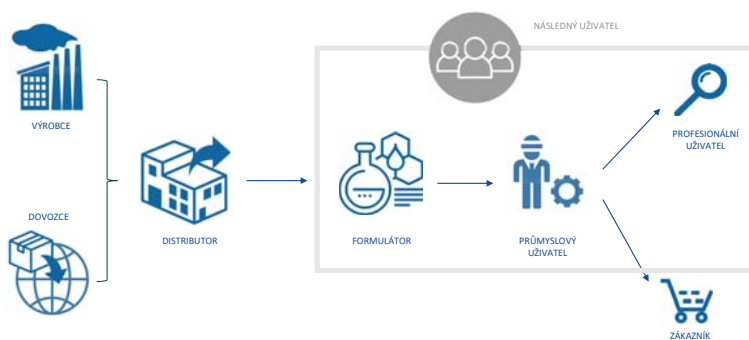 NÁSLEDNÝ UŽIVATEL
VÝROBCE
PROFESIONÁLNÍ
UŽIVATEL
DOVOZCE
DISTRIBUTOR
FORMULÁTOR
PRŮMYSLOVÝ
UŽIVATEL
ZÁKAZNÍK